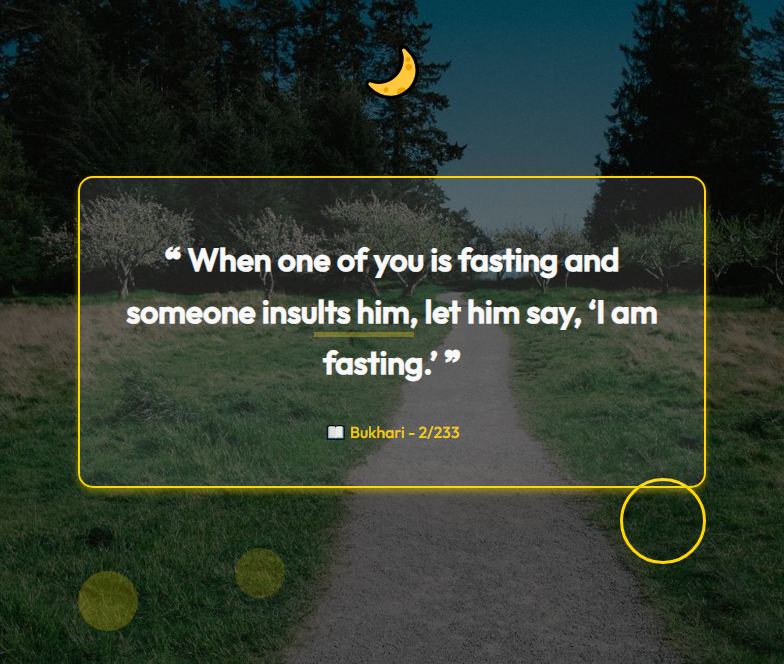 “ When one of you is fasting and
someone insults him, let him say, ‘I am
fasting.’ ”
Bukhari - 2/233